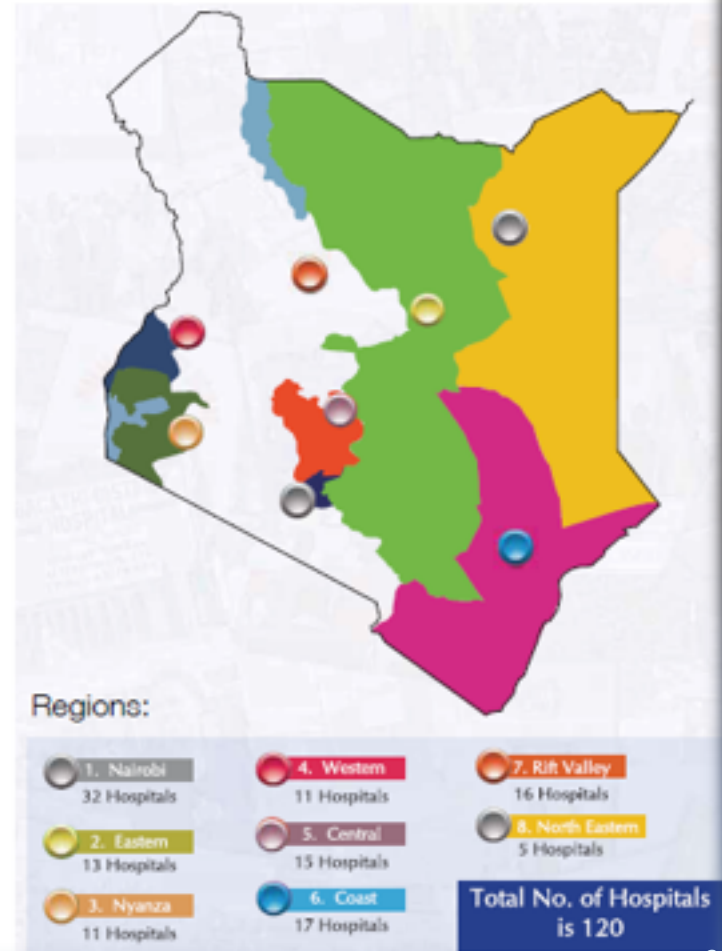 Regions:
1. Nairobi
32 Hospitals
2. Eastern
13 Hospitals
3. Nyanza
11 Hospitals
4. Western
11 Hospitals
5. Central
15 Hospitals
6. Coast
17 Hospitals
7. Rift Valley
16 Hospitals
8. North Eastern
5 Hospitals
Total No. of Hospitals
is 120